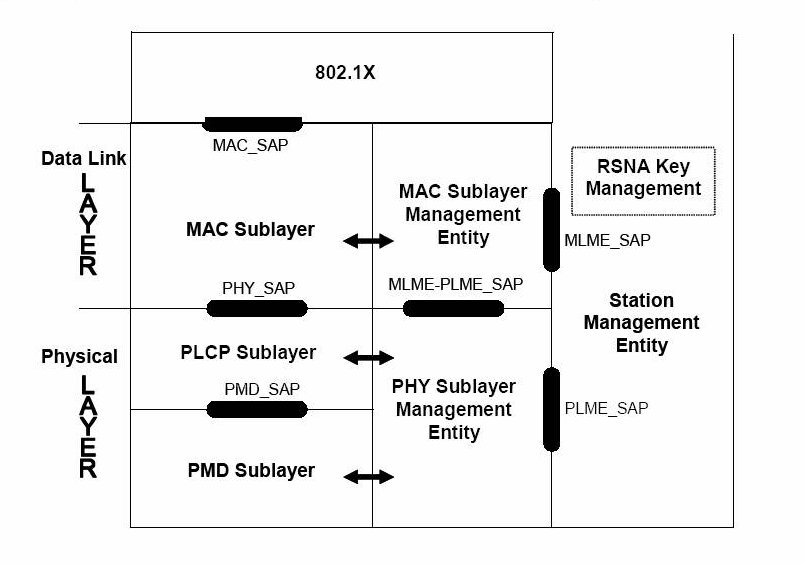 802.1X
MAC_SAP
Data Link
LAYER
RSNA Key
Management
MAC Sublayer
Management
Entity
MAC Sublayer
MLME_SAP
PHY_SAP
MLME-PLME_SAP
Station
Management
Entity
Physical
LAYER
PLCP Sublayer
PMD_SAP
PHY Sublayer
Management
Entity
PLME_SAP
PMD Sublayer